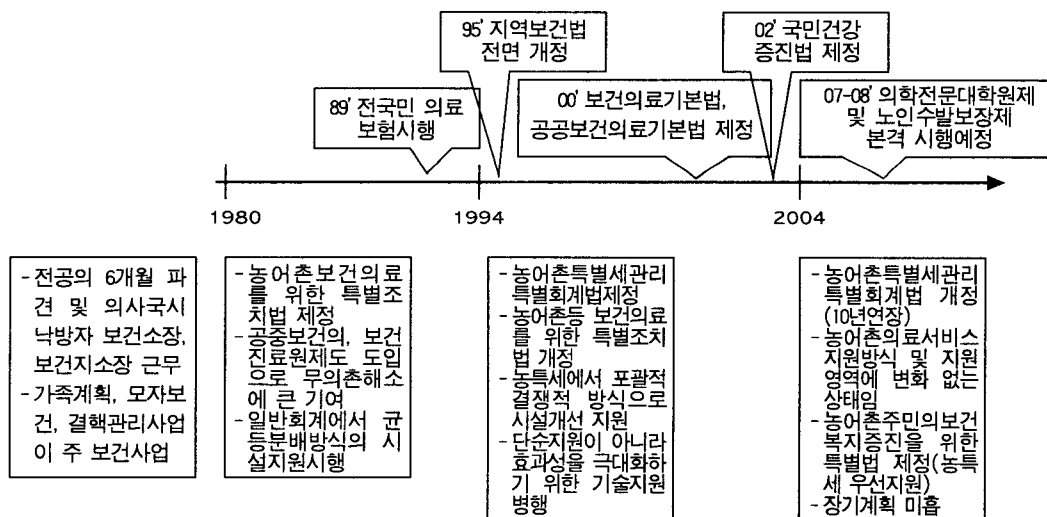 95' 지역보건법
전면 개정
02' 국민건강
증진법 제정
89' 전국민 의료
보험시행
00' 보건의료기본법,
공공보건의료기본법 제정
07-08' 의학전문대학원제
및 노인수발보장제
본격 시행예정
1980
1994
2004
- 전공의 6개월 파
견 및 의사국시
낙방자 보건소장,
보건지소장 근무
- 가족계획, 모자보
건, 결핵관리사업
이 주 보건사업
- 농어촌보건의료
를 위한 특별조
치법 제정
- 공중보건의, 보건
진료원제도 도입
으로 무의촌해소
에 큰 기여
- 일반회계에서 균
등분배방식의 시
설지원시행
- 농어촌특별세관리
특별회계법제정
- 농어촌등 보건의료
를 위한 특별조치
법 개정
- 농특세에서 포괄적
결쟁적 방식으로
시설개선 지원
- 단순지원이 아니라
효과성을 극대화하
기 위한 기술지원
병행
- 농어촌특별세관리
특별회계법 개정
(10년연장)
- 농어촌의료서비스
지원방식 및 지원
영역에 변화 없는
상태임
- 농어촌주민의보건
복지증진을 위한
특별법 제정(농특
세 우선지원)
- 장기계획 미흡